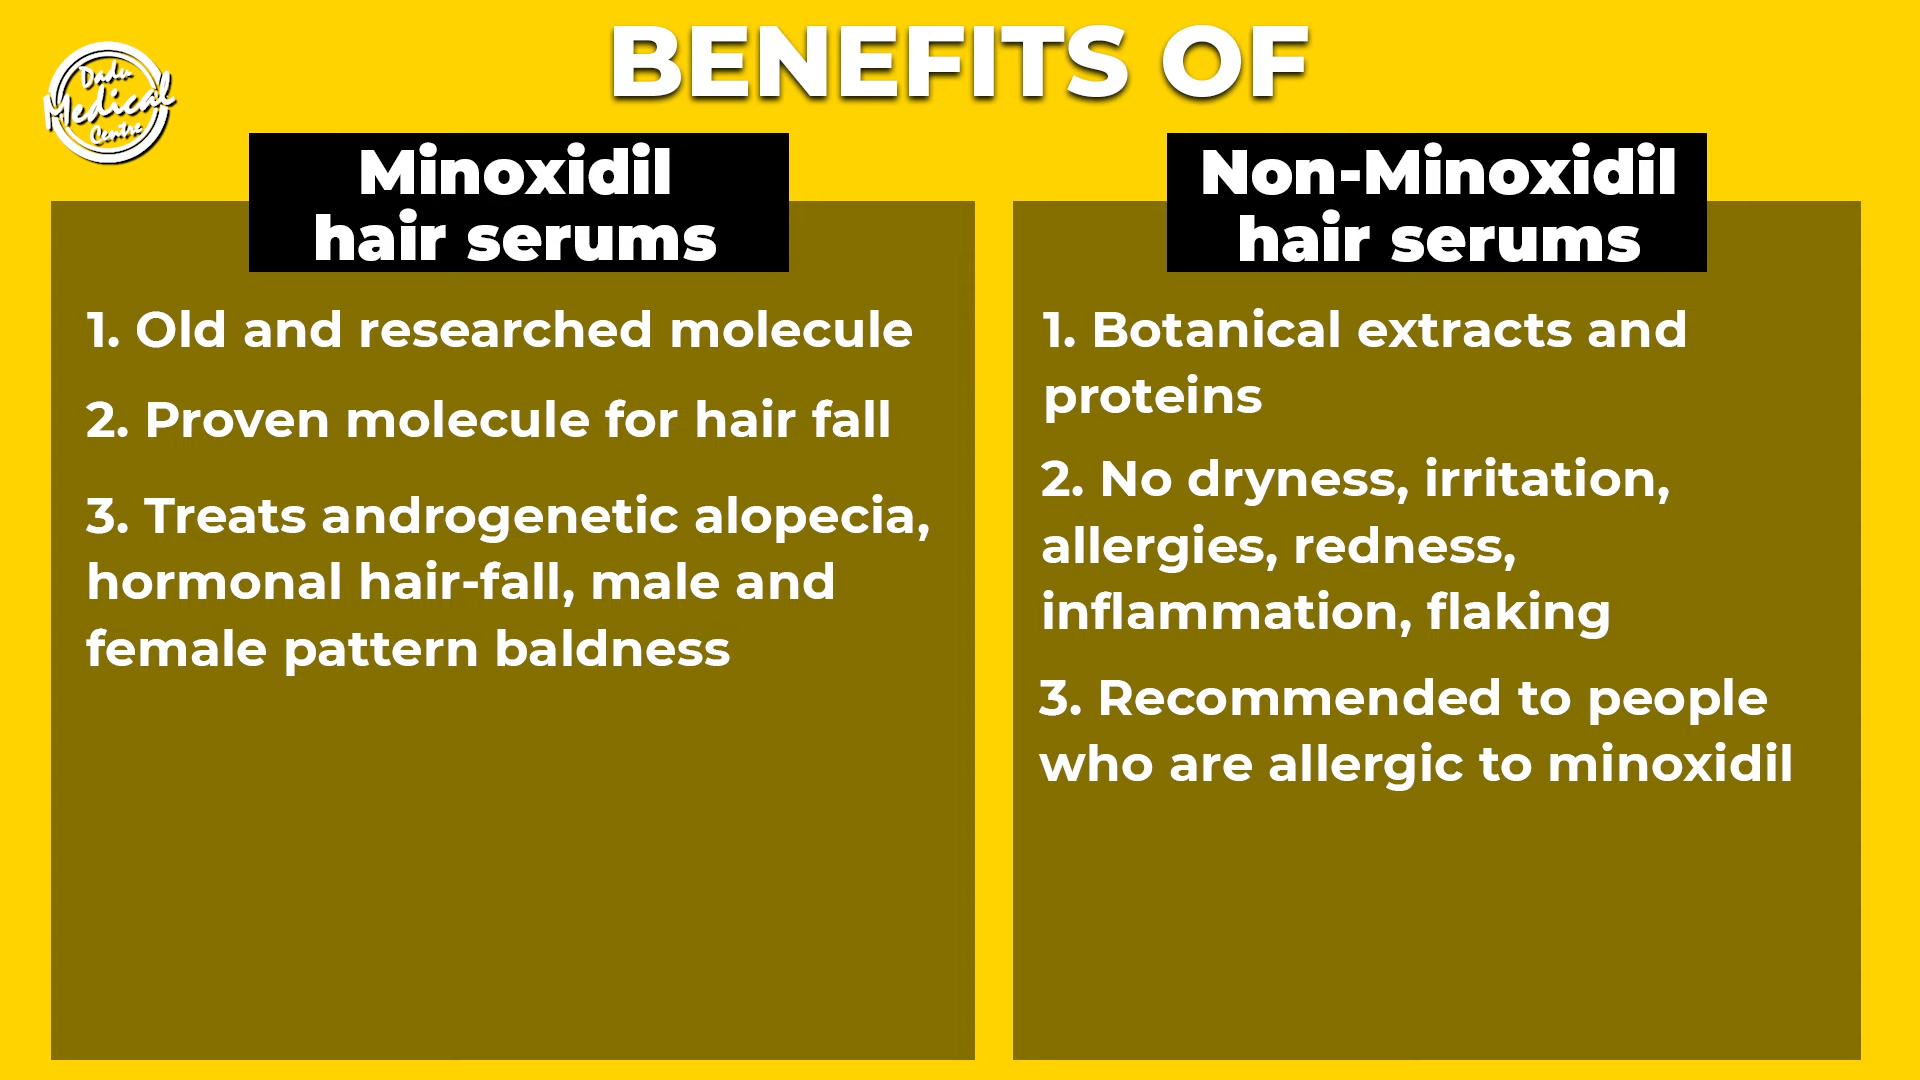 BENEFITS OF
Dadu
Medical
Centre
Minoxidil
hair serums
1. Old and researched molecule
2. Proven molecule for hair fall
3. Treats androgenetic alopecia,
hormonal hair-fall, male and
female pattern baldness
Non-Minoxidil
hair serums
1. Botanical extracts and
proteins
2. No dryness, irritation,
allergies, redness,
inflammation, flaking
3. Recommended to people
who are allergic to minoxidil